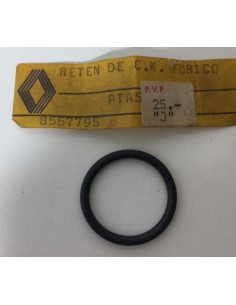 RETEN DE C.K. TORICO
P.V.P.
PTAS
25.-
"J"
8557795